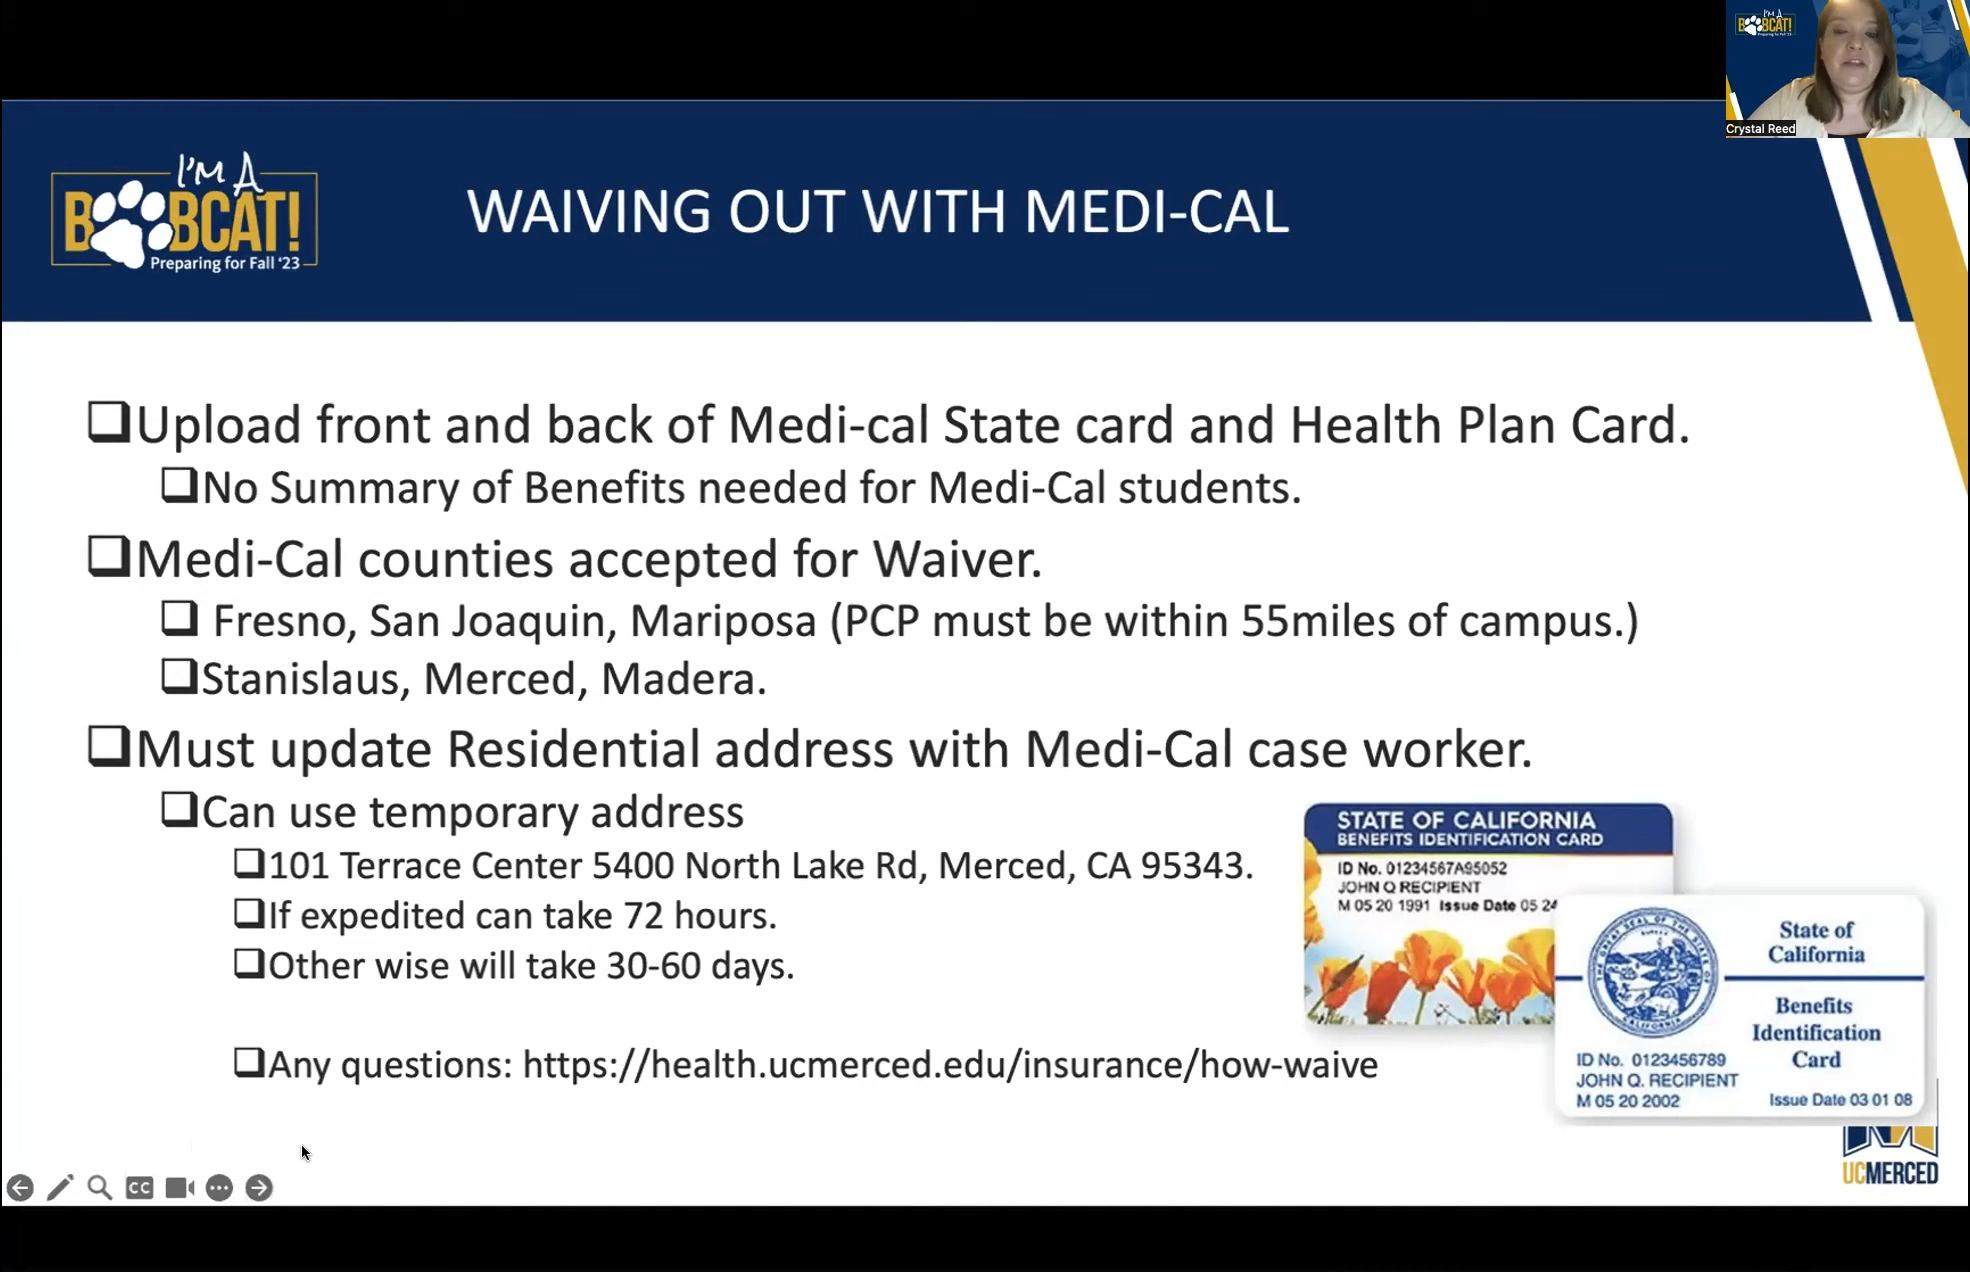 Crystal Reed
I'M A
BOBCAT!
Preparing for Fall '23
I'M A
BOBCAT!
Preparing for Fall '23
WAIVING OUT WITH MEDI-CAL
Upload front and back of Medi-cal State card and Health Plan Card.
No Summary of Benefits needed for Medi-Cal students.
Medi-Cal counties accepted for Waiver.
Fresno, San Joaquin, Mariposa (PCP must be within 55miles of campus.)
Stanislaus, Merced, Madera.
Must update Residential address with Medi-Cal case worker.
Can use temporary address
101 Terrace Center 5400 North Lake Rd, Merced, CA 95343.
If expedited can take 72 hours.
Other wise will take 30-60 days.
Any questions: https://health.ucmerced.edu/insurance/how-waive
STATE OF CALIFORNIA
BENEFITS IDENTIFICATION CARD
ID No. 01234567A95052
JOHN Q RECIPIENT
M 05 20 1991 Issue Date 05 24
State of
California
Benefits
Identification
Card
ID No. 0123456789
JOHN Q. RECIPIENT
M 05 20 2002
Issue Date 03 01 08
UCMERCED
CC